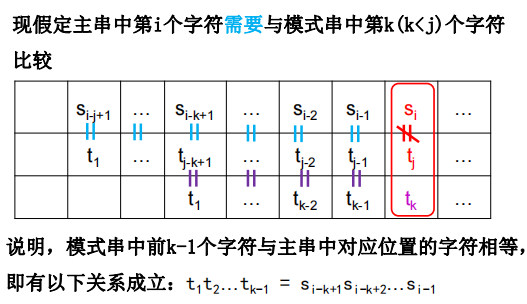 现假定主串中第i个字符需要与模式串中第k(k<j)个字符
比较
s_{i-j+1} … s_{i-k+1} … s_{i-2} s_{i-1} s_i …
t_1 … t_{j-k+1} … t_{j-2} t_{j-1} t_j …
t_1 … t_{k-2} t_{k-1} t_k …
说明，模式串中前k-1个字符与主串中对应位置的字符相等，
即有以下关系成立：t_1t_2…t_{k-1} = s_{i-k+1}s_{i-k+2}…s_{i-1}